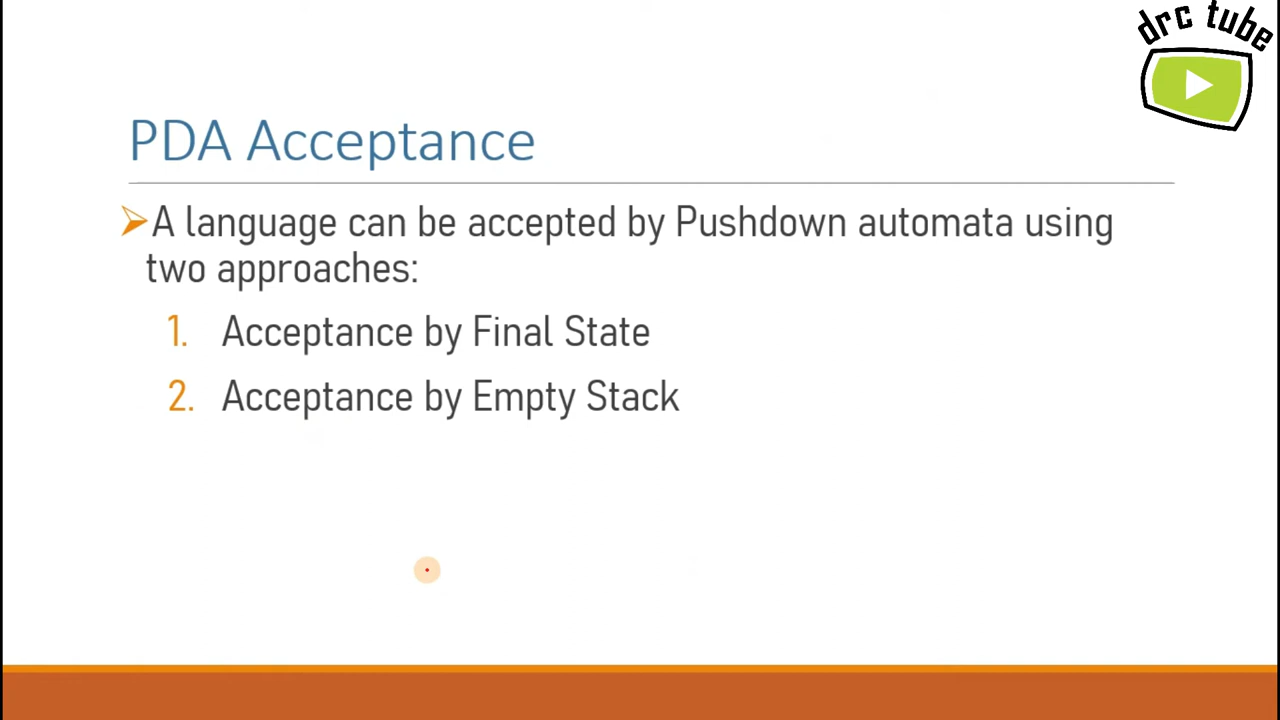 drc tube
PDA Acceptance
A language can be accepted by Pushdown automata using
two approaches:
1. Acceptance by Final State
2. Acceptance by Empty Stack